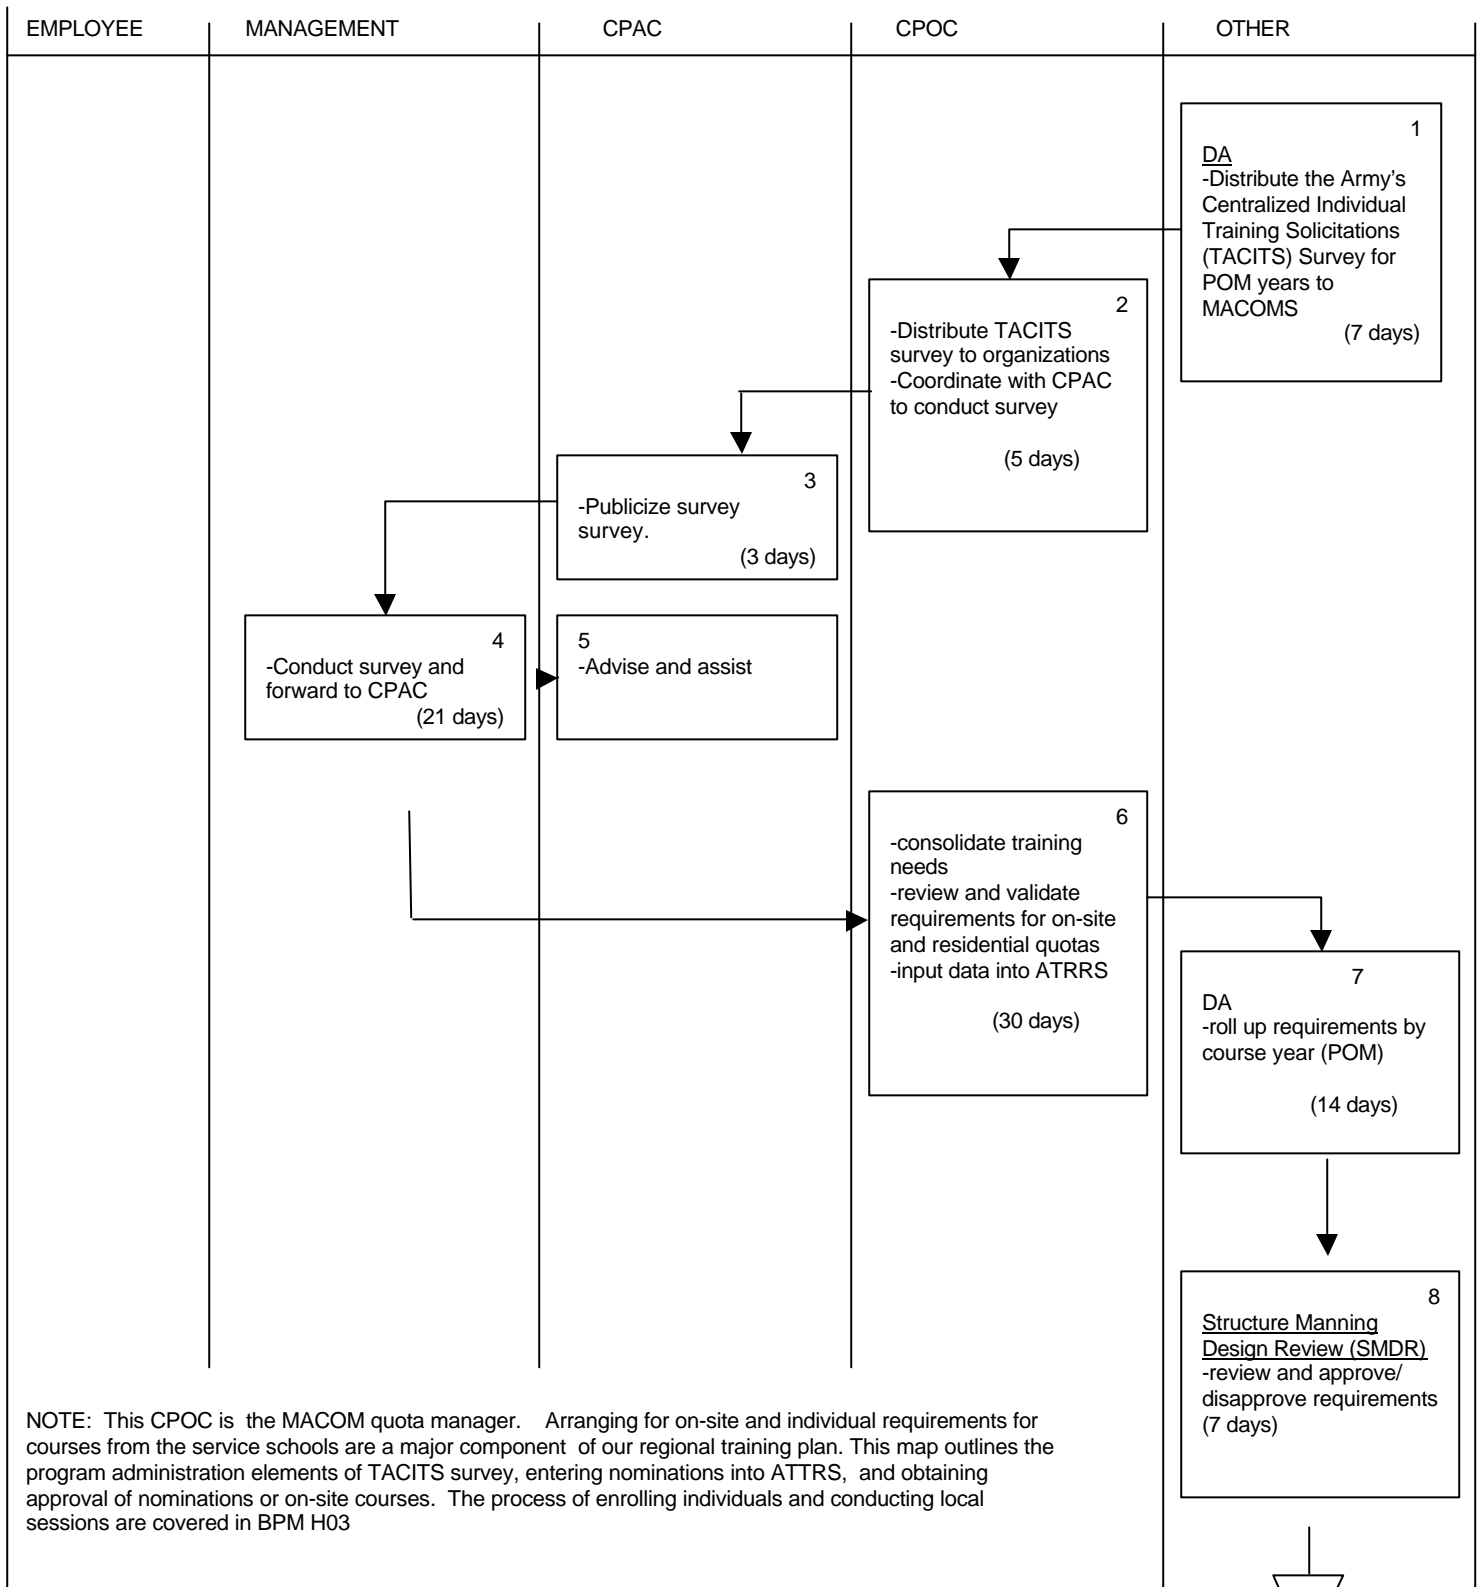 EMPLOYEE MANAGEMENT CPAC CPOC OTHER
1
DA
-Distribute the Army’s
Centralized Individual
Training Solicitations
(TACITS) Survey for
POM years to
MACOMS
(7 days)
2
-Distribute TACITS
survey to organizations
-Coordinate with CPAC
to conduct survey
(5 days)
3
-Publicize survey
survey.
(3 days)
4
-Conduct survey and
forward to CPAC
(21 days)
5
-Advise and assist
6
-consolidate training
needs
-review and validate
requirements for on-site
and residential quotas
-input data into ATRRS
(30 days)
7
DA
-roll up requirements by
course year (POM)
(14 days)
8
Structure Manning
Design Review (SMDR)
-review and approve/
disapprove requirements
(7 days)
NOTE: This CPOC is the MACOM quota manager. Arranging for on-site and individual requirements for
courses from the service schools are a major component of our regional training plan. This map outlines the
program administration elements of TACITS survey, entering nominations into ATTRS, and obtaining
approval of nominations or on-site courses. The process of enrolling individuals and conducting local
sessions are covered in BPM H03